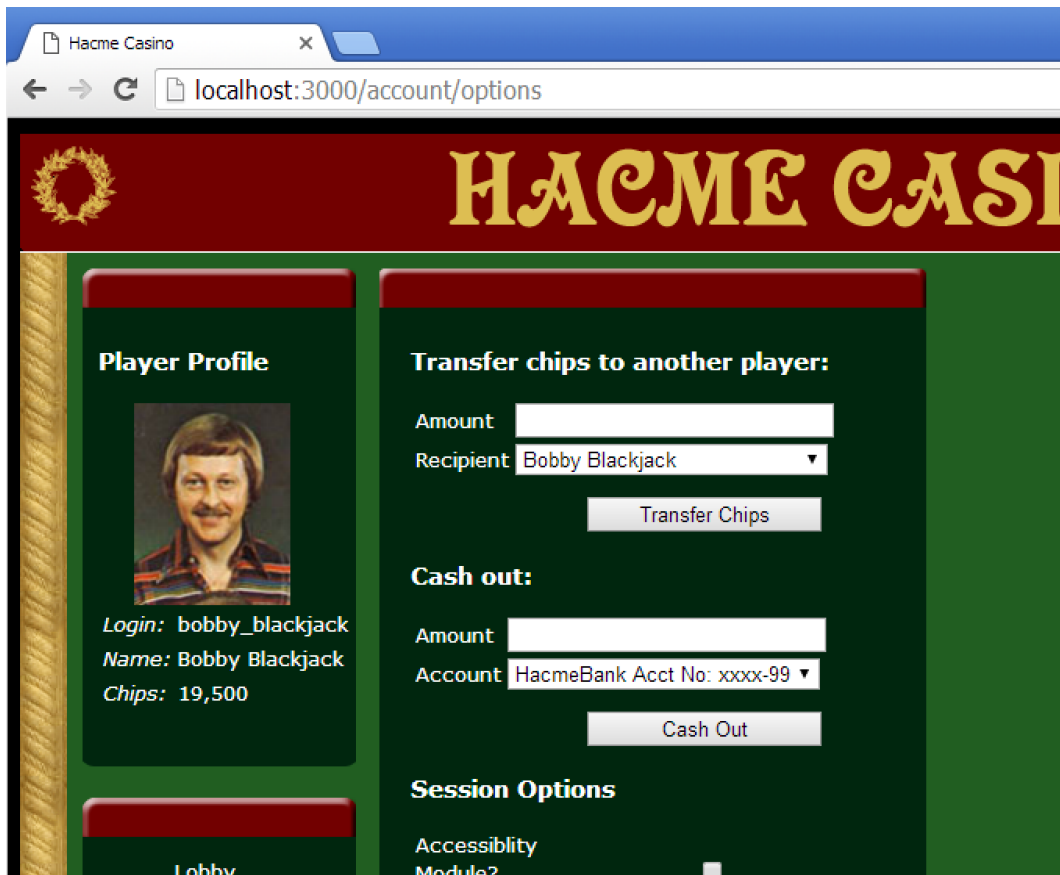 Hacme Casino
localhost:3000/account/options
HACME CASI
Player Profile
Login: bobby_blackjack
Name: Bobby Blackjack
Chips: 19,500
Lobby
Transfer chips to another player:
Amount
Recipient Bobby Blackjack
Transfer Chips
Cash out:
Amount
Account HacmeBank Acct No: xxxx-99
Cash Out
Session Options
Accessiblity
Module?